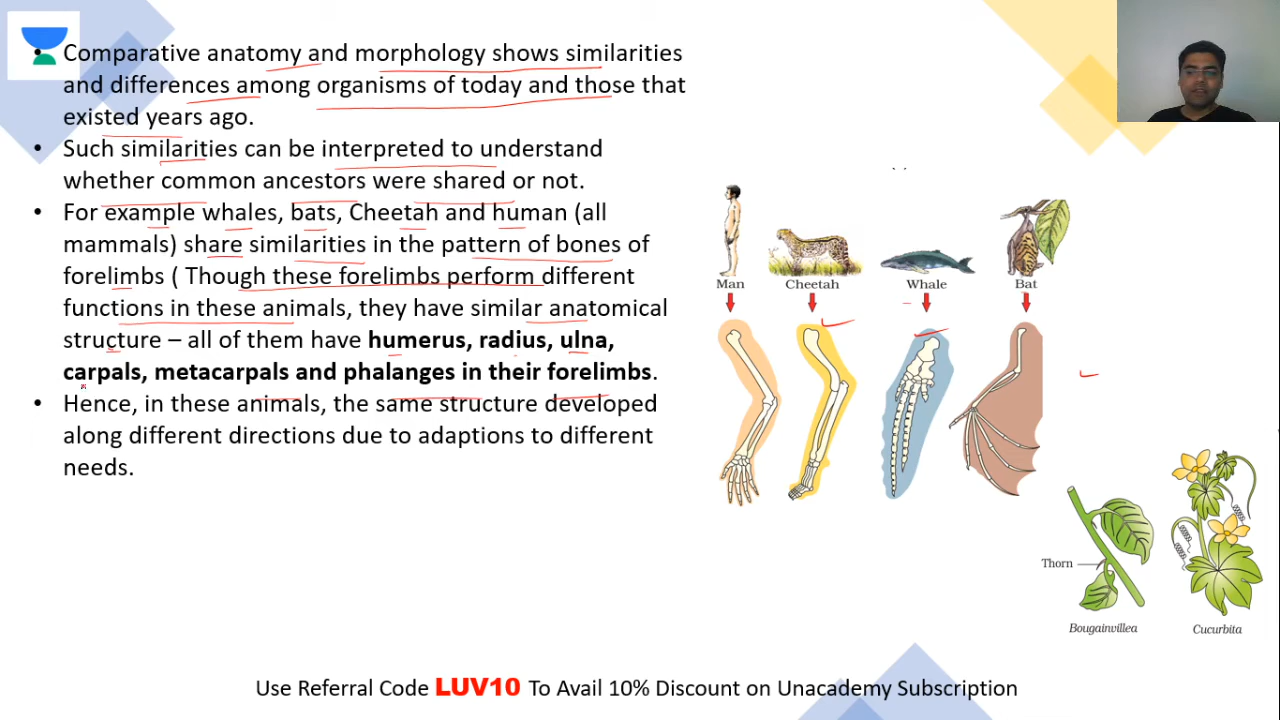 Comparative anatomy and morphology shows similarities
and differences among organisms of today and those that
existed years ago.
• Such similarities can be interpreted to understand
whether common ancestors were shared or not.
• For example whales, bats, Cheetah and human (all
mammals) share similarities in the pattern of bones of
forelimbs ( Though these forelimbs perform different
functions in these animals, they have similar anatomical
structure – all of them have humerus, radius, ulna,
carpals, metacarpals and phalanges in their forelimbs.
• Hence, in these animals, the same structure developed
along different directions due to adaptions to different
needs.
Man Cheetah Whale Bat
Thorn
Bougainvillea Cucurbita
Use Referral Code LUV10 To Avail 10% Discount on Unacademy Subscription